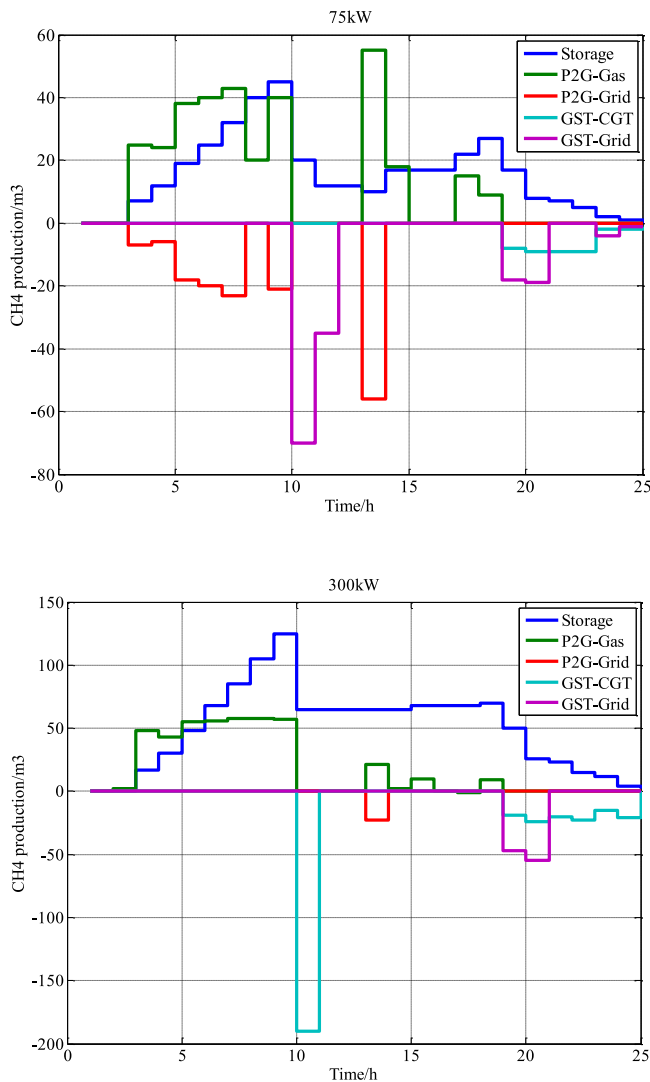 75kW
60
40
20
0
-20
-40
-60
-80
CH4 production/m3
0 5 10 15 20 25
Time/h
Storage
P2G-Gas
P2G-Grid
GST-CGT
GST-Grid
300kW
150
100
50
0
-50
-100
-150
-200
CH4 production/m3
0 5 10 15 20 25
Time/h
Storage
P2G-Gas
P2G-Grid
GST-CGT
GST-Grid